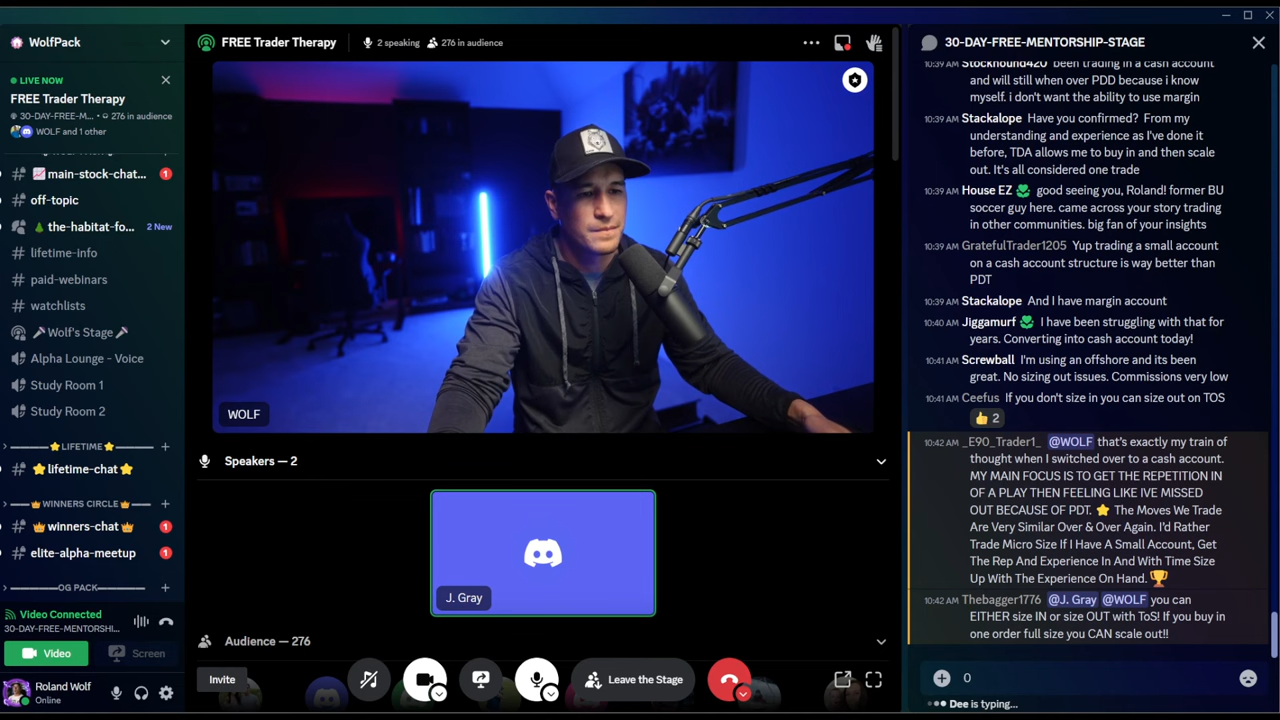 WolfPack
LIVE NOW
FREE Trader Therapy
30-DAY-FREE-M... • 276 in audience
WOLF and 1 other
main-stock-chat... 1
off-topic
the-habitat-fo... 2 New
lifetime-info
paid-webinars
watchlists
Wolf's Stage
Alpha Lounge - Voice
Study Room 1
Study Room 2
LIFETIME
lifetime-chat
WINNERS CIRCLE
winners-chat 1
elite-alpha-meetup 1
OG PACK
Video Connected
30-DAY-FREE-MENTORSHI...
Video Screen
Roland Wolf
Online
FREE Trader Therapy 2 speaking 276 in audience
WOLF
Speakers — 2
J. Gray
Audience — 276
Invite
Leave the Stage
30-DAY-FREE-MENTORSHIP-STAGE
10:39 AM Stockhound420 been trading in a cash account
and will still when over PDD because i know
myself. i don't want the ability to use margin
10:39 AM Stackalope Have you confirmed? From my
understanding and experience as I've done it
before, TDA allows me to buy in and then scale
out. It's all considered one trade
10:39 AM House EZ good seeing you, Roland! former BU
soccer guy here. came across your story trading
in other communities. big fan of your insights
10:39 AM GratefulTrader1205 Yup trading a small account
on a cash account structure is way better than
PDT
10:39 AM Stackalope And I have margin account
10:40 AM Jiggamurf I have been struggling with that for
years. Converting into cash account today!
10:41 AM Screwball I'm using an offshore and its been
great. No sizing out issues. Commissions very low
10:41 AM Ceefus If you don't size in you can size out on TOS
2
10:42 AM _E90_Trader1_ @WOLF that's exactly my train of
thought when I switched over to a cash account.
MY MAIN FOCUS IS TO GET THE REPETITION IN
OF A PLAY THEN FEELING LIKE IVE MISSED
OUT BECAUSE OF PDT. The Moves We Trade
Are Very Similar Over & Over Again. I'd Rather
Trade Micro Size If I Have A Small Account, Get
The Rep And Experience In And With Time Size
Up With The Experience On Hand.
10:42 AM Thebagger1776 @J. Gray @WOLF you can
EITHER size IN or size OUT with ToS! If you buy in
one order full size you CAN scale out!!
0
Dee is typing...